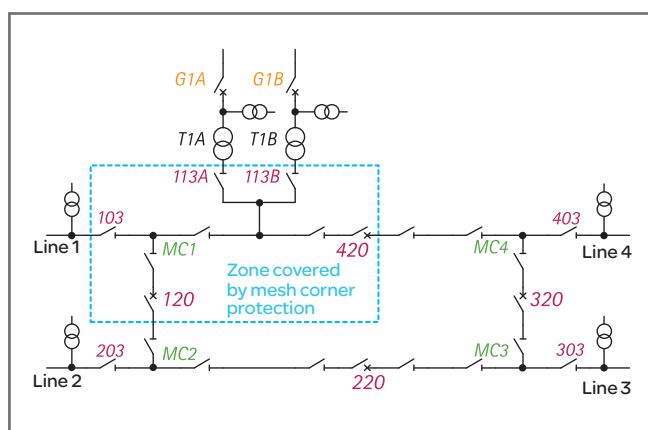 G1A
G1B
T1A
T1B
113A
113B
103
403
Line 1
MC1
420
MC4
Line 4
Zone covered
by mesh corner
protection
120
320
203
MC2
MC3
303
Line 2
220
Line 3